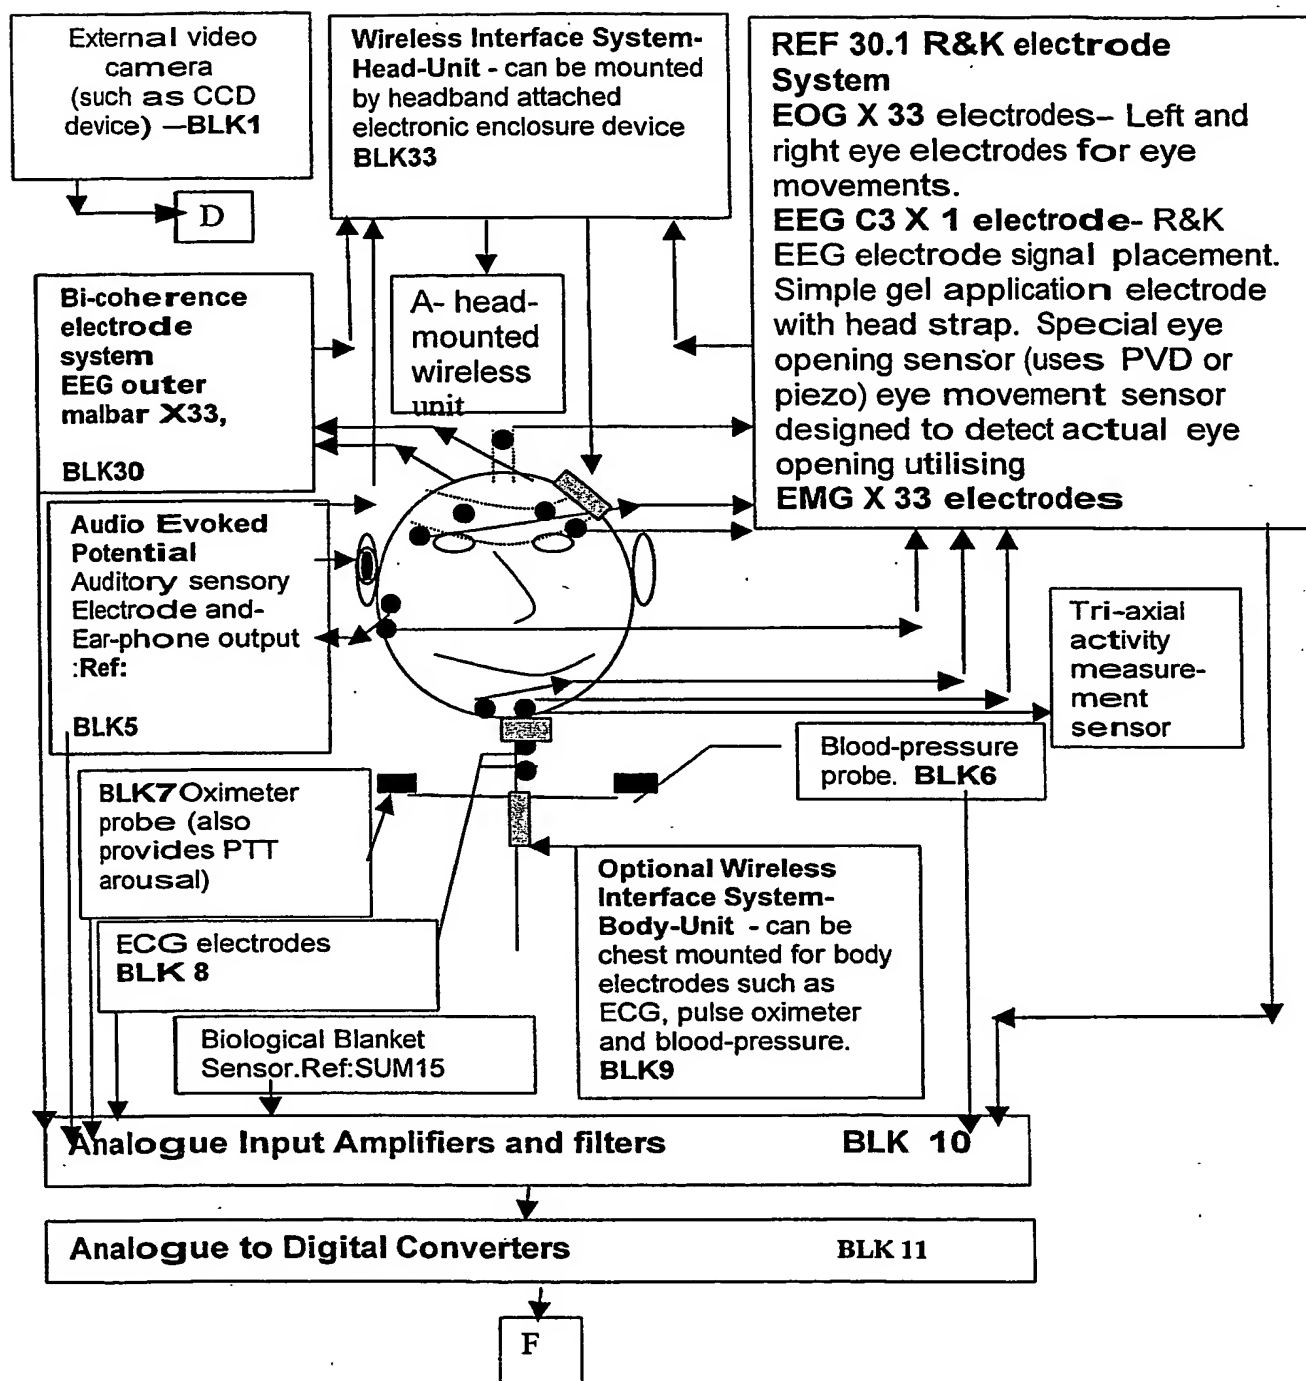 External video
camera
(such as CCD
device) —BLK1
D
Wireless Interface System-
Head-Unit - can be mounted
by headband attached
electronic enclosure device
BLK33
REF 30.1 R&K electrode
System
EOG X 33 electrodes– Left and
right eye electrodes for eye
movements.
EEG C3 X 1 electrode- R&K
EEG electrode signal placement.
Simple gel application electrode
with head strap. Special eye
opening sensor (uses PVD or
piezo) eye movement sensor
designed to detect actual eye
opening utilising
EMG X 33 electrodes
Bi-coherence
electrode
system
EEG outer
malbar X33,
BLK30
A- head-
mounted
wireless
unit
Audio Evoked
Potential
Auditory sensory
Electrode and-
Ear-phone output
:Ref:
BLK5
Tri-axial
activity
measure-
ment
sensor
Blood-pressure
probe. BLK6
BLK7Oximeter
probe (also
provides PTT
arousal)
Optional Wireless
Interface System-
Body-Unit - can be
chest mounted for body
electrodes such as
ECG, pulse oximeter
and blood-pressure.
BLK9
ECG electrodes
BLK 8
Biological Blanket
Sensor.Ref:SUM15
Analogue Input Amplifiers and filters BLK 10
Analogue to Digital Converters BLK 11
F